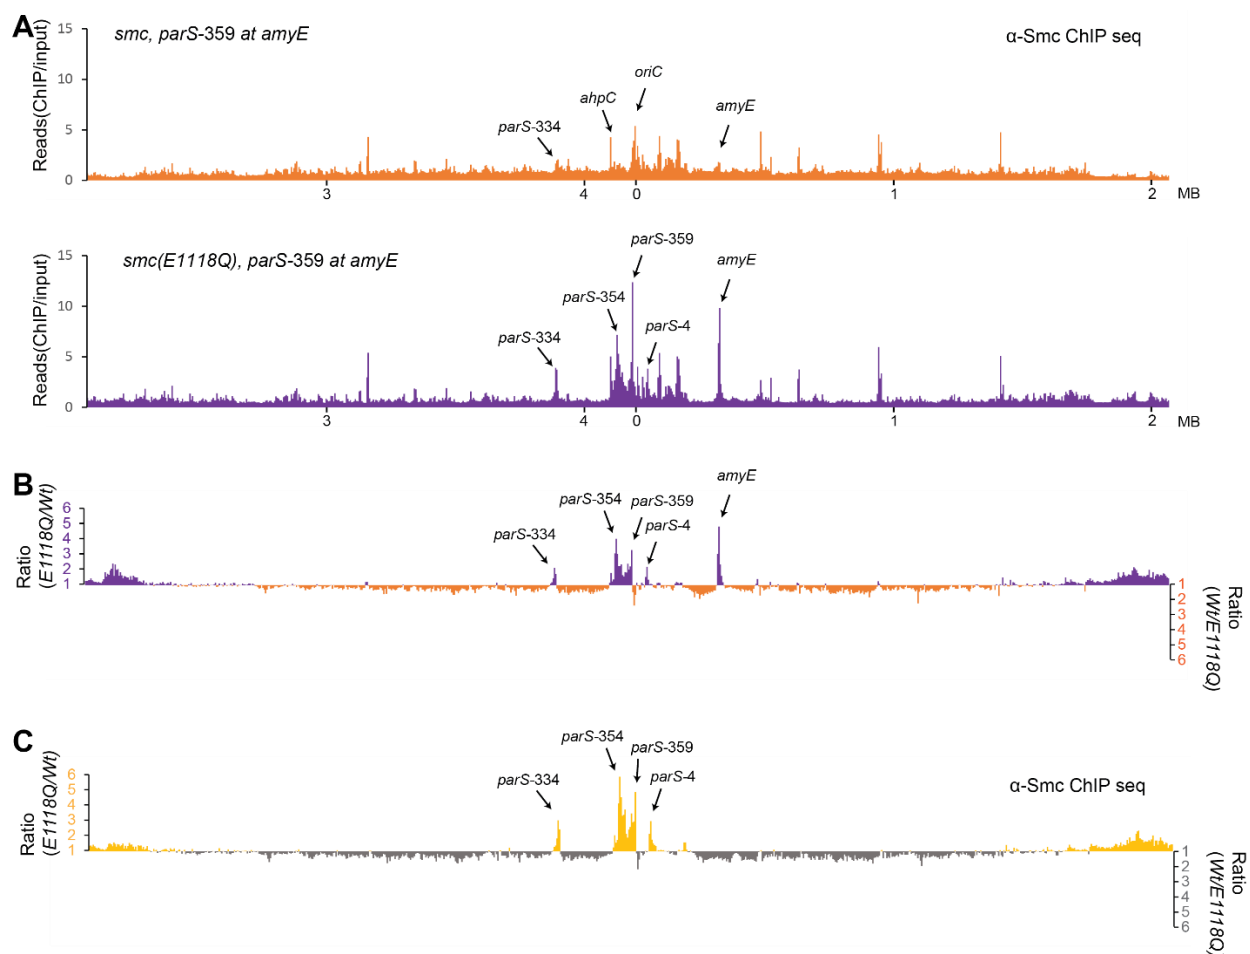 A
smc, parS-359 at amyE
α-Smc ChIP seq
Reads(ChIP/input)
15
10
5
0
parS-334
ahpC
oriC
amyE
3
4
0
1
2
MB
smc(E1118Q), parS-359 at amyE
Reads(ChIP/input)
15
10
5
0
parS-334
parS-354
parS-359
parS-4
amyE
3
4
0
1
2
MB
B
Ratio
(E1118Q/Wt)
6
5
4
3
2
1
parS-334
parS-354
parS-359
parS-4
amyE
1
2
3
4
5
6
Ratio
(Wt/E1118Q)
C
Ratio
(E1118Q/Wt)
6
5
4
3
2
1
parS-334
parS-354
parS-359
parS-4
α-Smc ChIP seq
1
2
3
4
5
6
Ratio
(Wt/E1118Q)